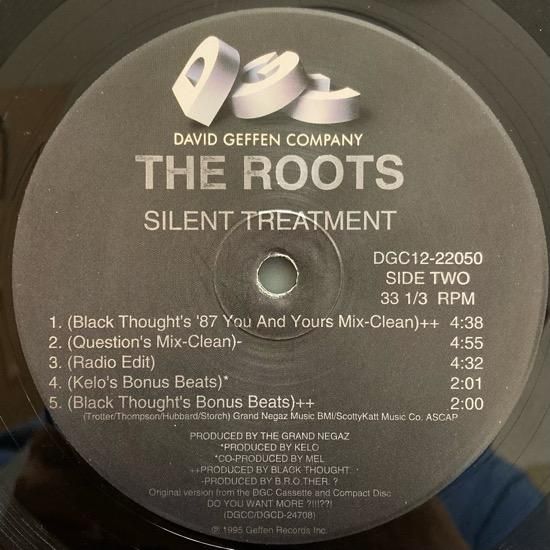 DGC
DAVID GEFFEN COMPANY
THE ROOTS
SILENT TREATMENT
DGC12-22050
SIDE TWO
33 1/3 RPM
1. (Black Thought's '87 You And Yours Mix-Clean)++ 4:38
2. (Question's Mix-Clean)- 4:55
3. (Radio Edit) 4:32
4. (Kelo's Bonus Beats)* 2:01
5. (Black Thought's Bonus Beats)++ 2:00
(Trotter/Thompson/Hubbard/Storch) Grand Negaz Music BMI/ScottyKatt Music Co. ASCAP
PRODUCED BY THE GRAND NEGAZ
*PRODUCED BY KELO
*CO-PRODUCED BY MEL
++PRODUCED BY BLACK THOUGHT
-PRODUCED BY B.R.O.THER. ?
Original version from the DGC Cassette and Compact Disc
DO YOU WANT MORE ?!!!??!
(DGCC/DGCD-24708)
℗ 1995 Geffen Records Inc.